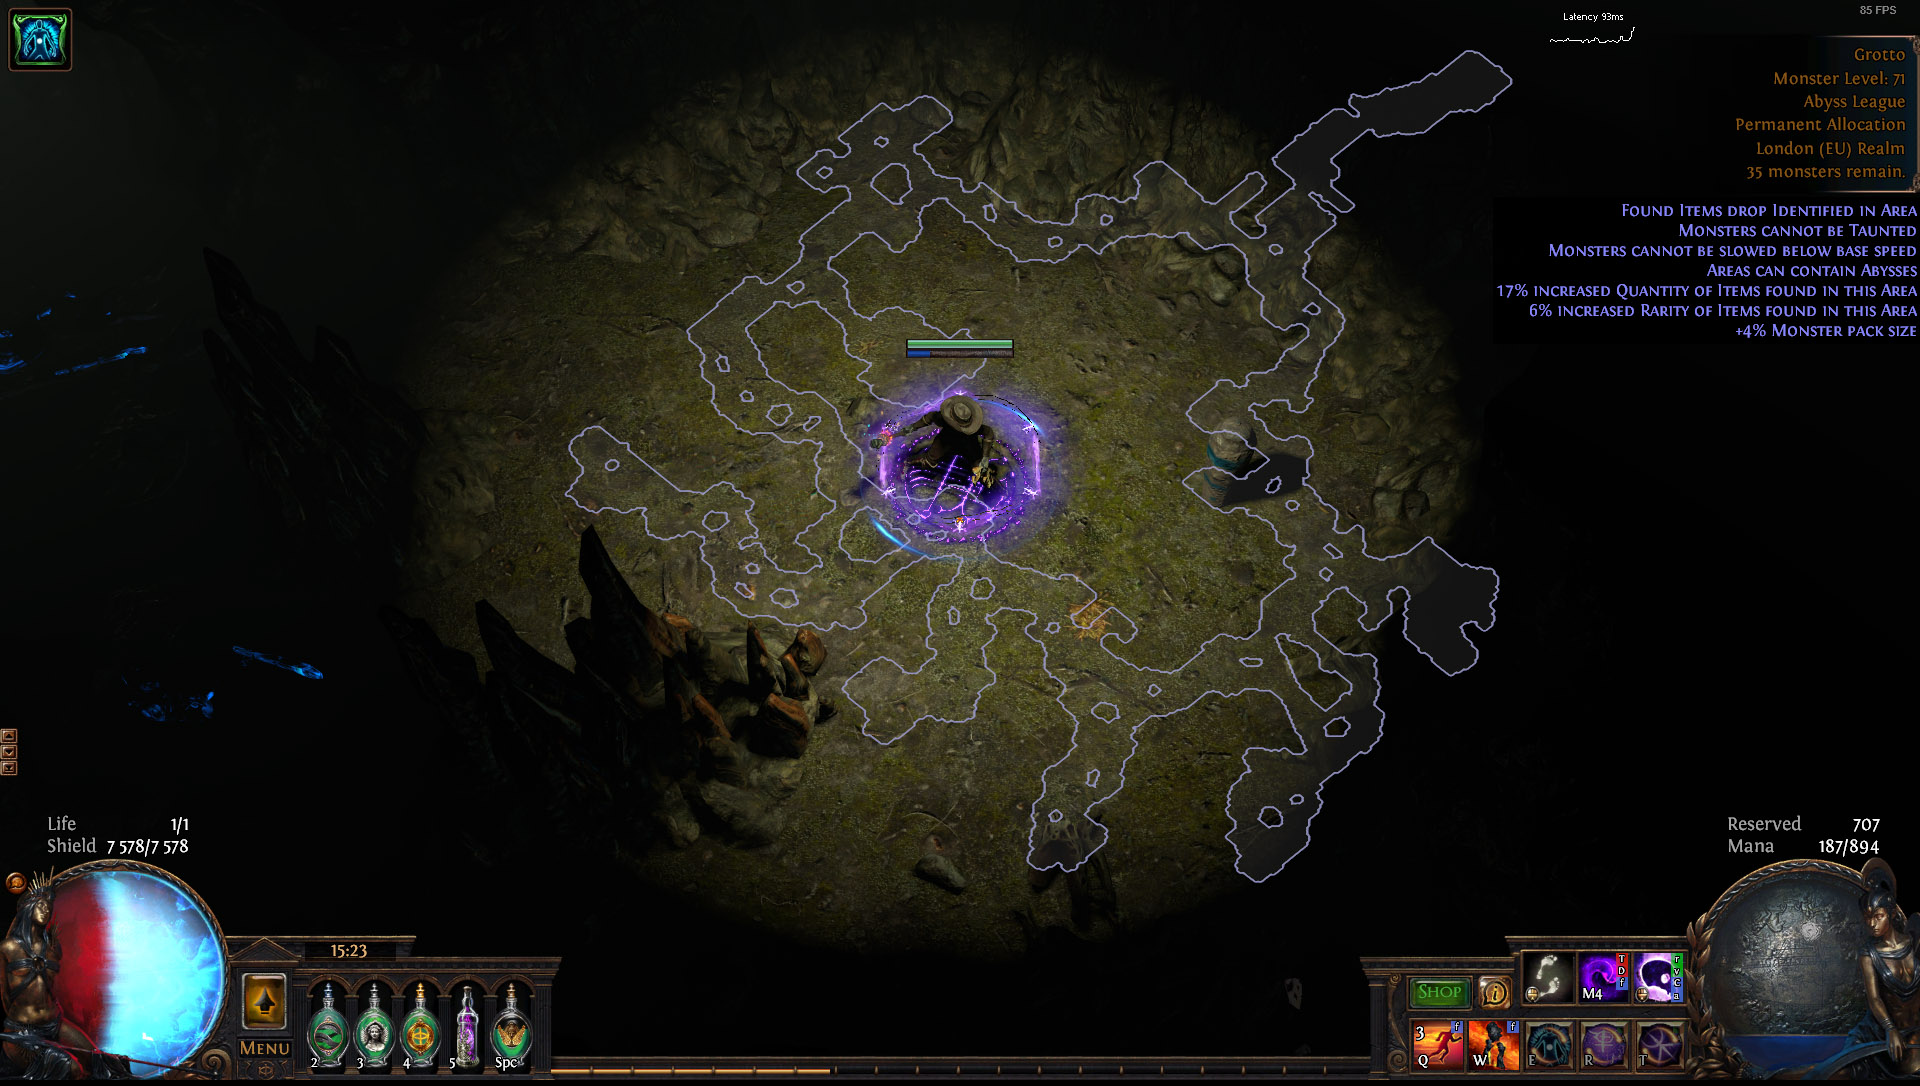 85 FPS
Latency 93ms
Grotto
Monster Level: 71
Abyss League
Permanent Allocation
London (EU) Realm
35 monsters remain.
Found Items drop Identified in Area
Monsters cannot be Taunted
Monsters cannot be slowed below base speed
Areas can contain Abysses
17% increased Quantity of Items found in this Area
6% increased Rarity of Items found in this Area
+4% Monster pack size
Life 1/1
Shield 7 578/7 578
Reserved 707
Mana 187/894
15:23
Menu
2 3 4 5 Spc
Shop
M4
T
D
f
r
v
C
a
3 f f
Q W E R T